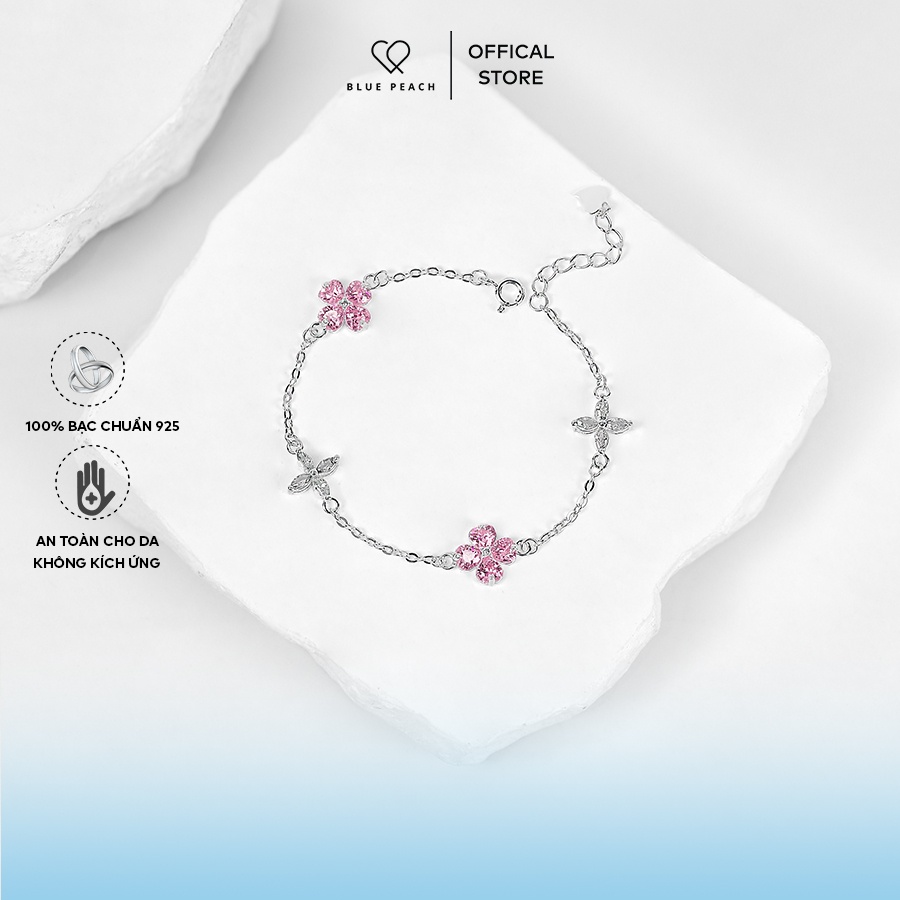 BLUE PEACH
OFFICAL
STORE
100% BẠC CHUẨN 925
AN TOÀN CHO DA
KHÔNG KÍCH ỨNG